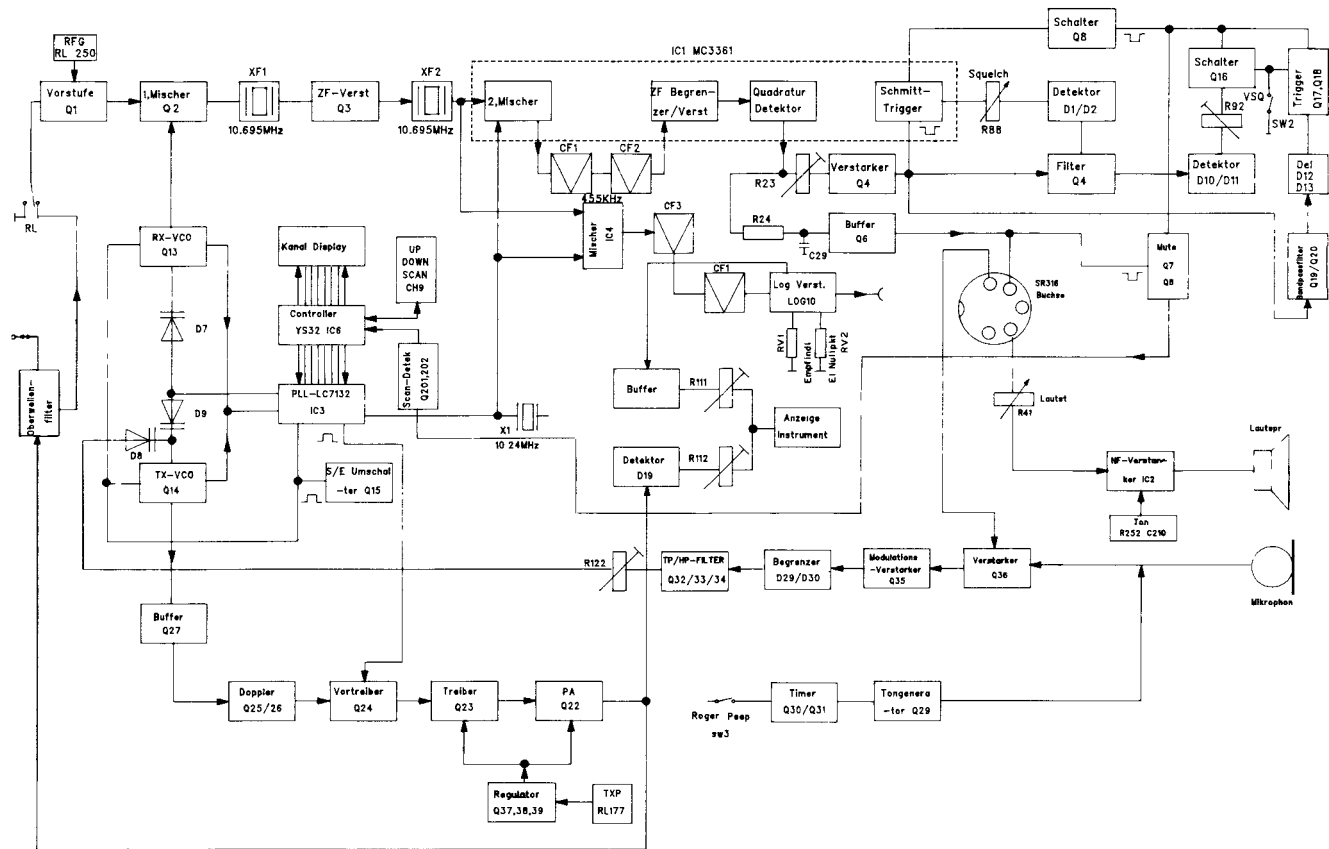 RFG
RL 250
Vorstufe
Q1
1,Mischer
Q2
XF1
10.695MHz
ZF-Verst
Q3
XF2
10.695MHz
IC1 MC3361
2,Mischer
ZF Begren-
zer/Verst
Quadratur
Detektor
Schmitt-
Trigger
Schalter
Q8
Squelch
R88
Detektor
D1/D2
Schalter
Q16
VSQ
SW2
R92
Trigger
Q17,Q18
CF1
CF2
455KHz
R23
Verstarker
Q4
Filter
Q4
Detektor
D10/D11
Det
D12
D13
RL
RX-VCO
Q13
Kanal Display
UP
DOWN
SCAN
CH9
Mischer
IC4
CF3
R24
C29
Buffer
Q6
Mute
Q7
Q8
Bandpassfilter
Q19/Q20
SR316
Buchse
D7
Controller
YS32 IC6
Scan-Detek
Q201,202
CF1
Log Verst.
LOG10
RV1
Empfindl
RV2
El Nullpkt
Oberwellen-
filter
D9
D8
PLL-LC7132
IC3
X1
10 24MHz
Buffer
R111
Anzeige
Instrument
Lautst
R41
TX-VCO
Q14
S/E Umschal
-ter Q15
Detektor
D19
R112
NF-Verstar-
ker IC2
Lautspr
Ton
R252 C210
R122
TP/HP-FILTER
Q32/33/34
Begrenzer
D29/D30
Modulations
-Verstarker
Q35
Verstarker
Q36
Mikrophon
Buffer
Q27
Doppler
Q25/26
Vortreiber
Q24
Treiber
Q23
PA
Q22
Roger Peep
sw3
Timer
Q30/Q31
Tongenera
-tor Q29
Regulator
Q37,38,39
TXP
RL177